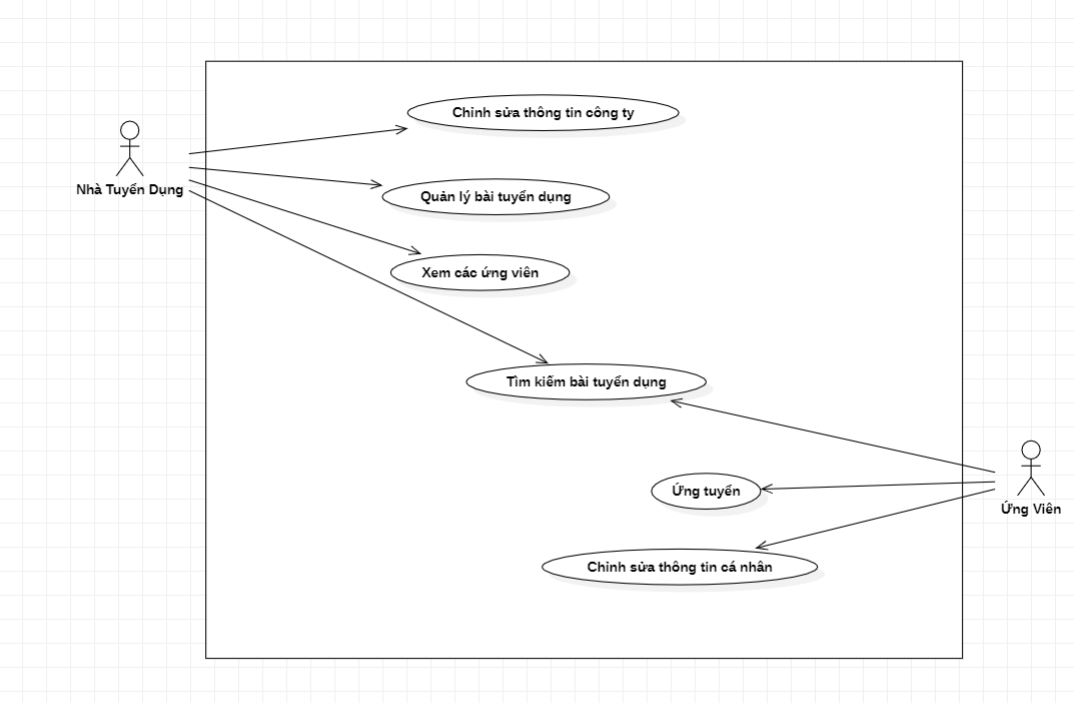 Chỉnh sửa thông tin công ty
Nhà Tuyển Dụng
Quản lý bài tuyển dụng
Xem các ứng viên
Tìm kiếm bài tuyển dụng
Ứng tuyển
Ứng Viên
Chỉnh sửa thông tin cá nhân